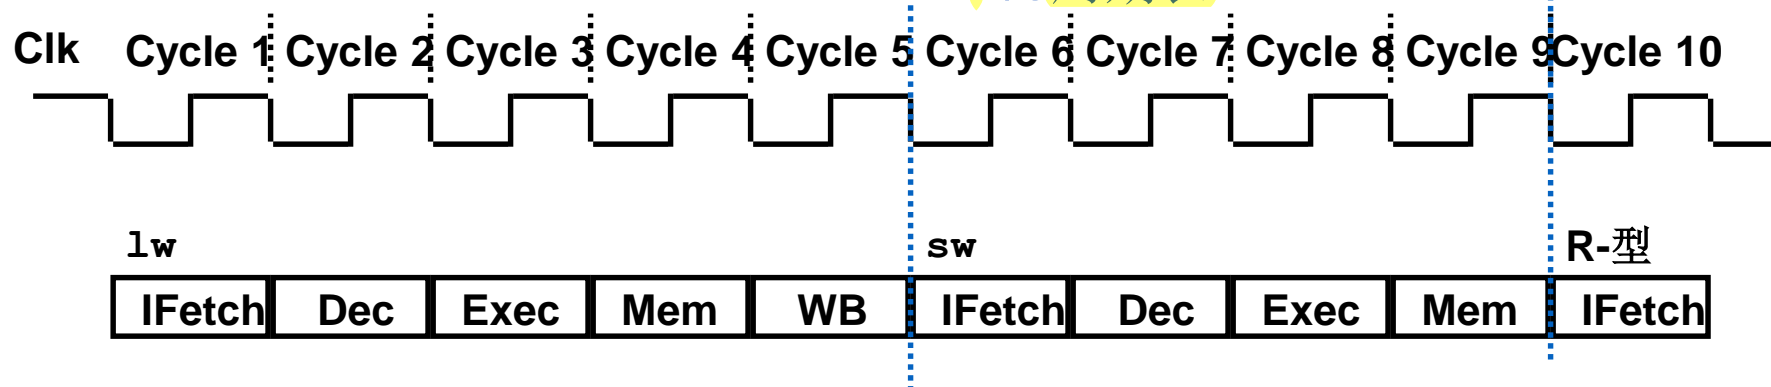 Clk Cycle 1 Cycle 2 Cycle 3 Cycle 4 Cycle 5 Cycle 6 Cycle 7 Cycle 8 Cycle 9 Cycle 10
lw sw R-型
IFetch Dec Exec Mem WB IFetch Dec Exec Mem IFetch